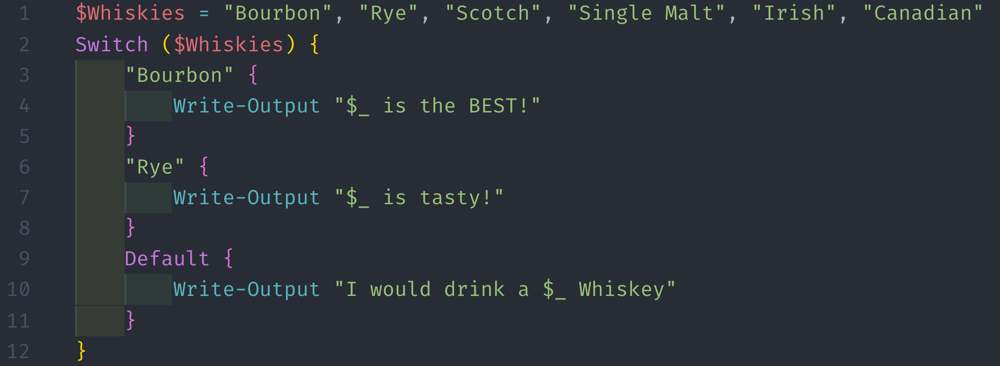 1 $Whiskies = "Bourbon", "Rye", "Scotch", "Single Malt", "Irish", "Canadian"
2 Switch ($Whiskies) {
3     "Bourbon" {
4         Write-Output "$_ is the BEST!"
5     }
6     "Rye" {
7         Write-Output "$_ is tasty!"
8     }
9     Default {
10         Write-Output "I would drink a $_ Whiskey"
11     }
12 }